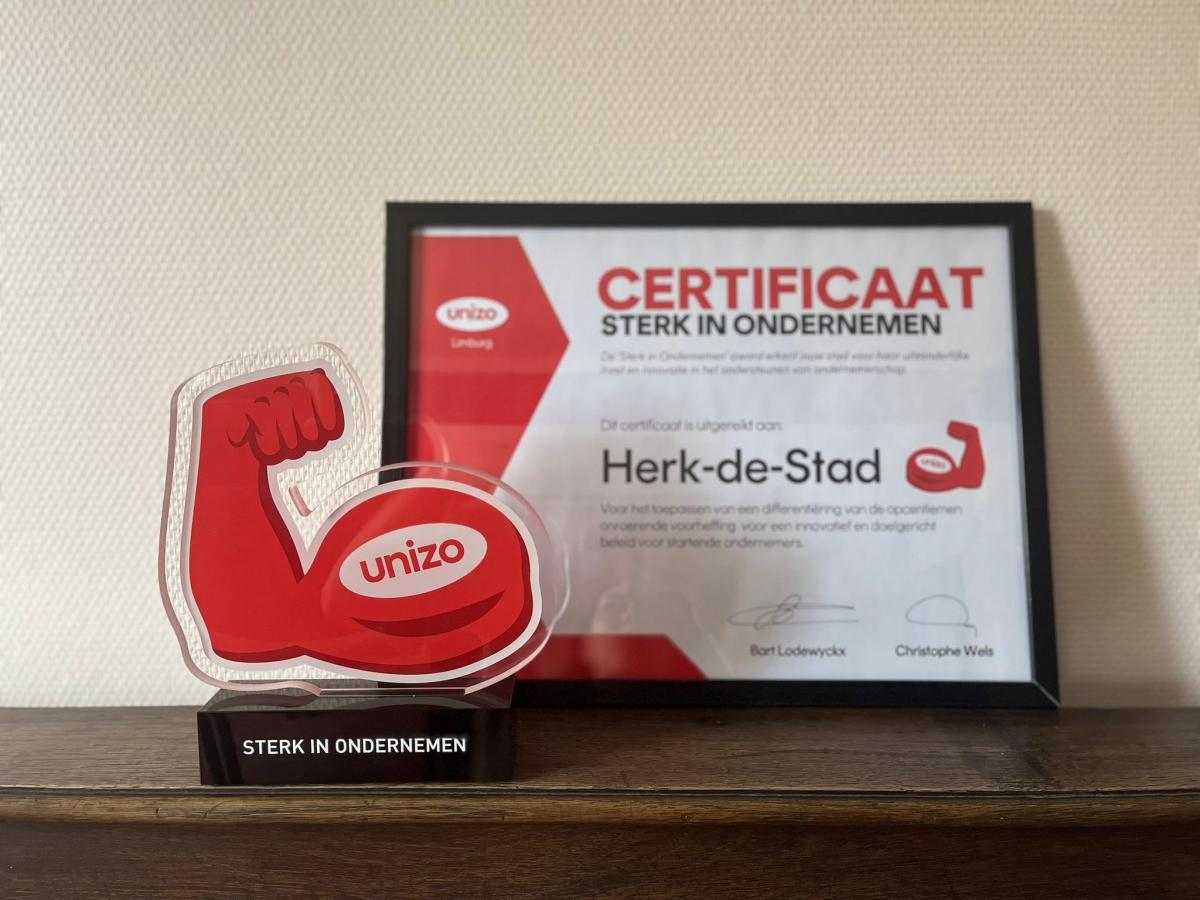 unizo
Limburg
CERTIFICAAT
STERK IN ONDERNEMEN
De 'Sterk in Ondernemen' award erkent jouw stad voor haar uitzonderlijke
inzet en innovatie in het ondersteunen van ondernemerschap.
Dit certificaat is uitgereikt aan:
Herk-de-Stad
unizo
Voor het toepassen van een differentiëring van de opcentiemen
onroerende voorheffing voor een innovatief en doelgericht
beleid voor startende ondernemers.
Bart Lodewyckx
Christophe Wels
unizo
STERK IN ONDERNEMEN